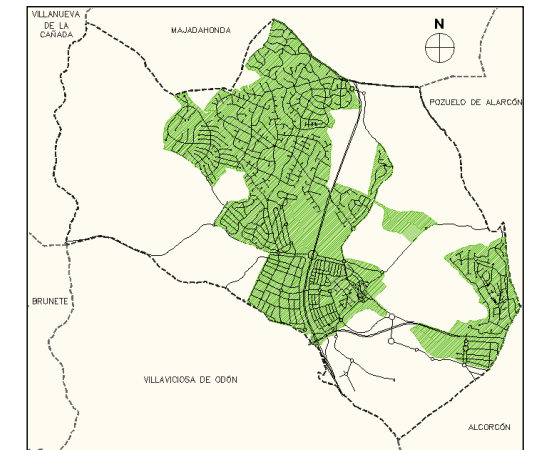 VILLANUEVA
DE LA
CAÑADA
MAJADAHONDA
N
POZUELO DE ALARCÓN
BRUNETE
VILLAVICIOSA DE ODÓN
ALCORCÓN